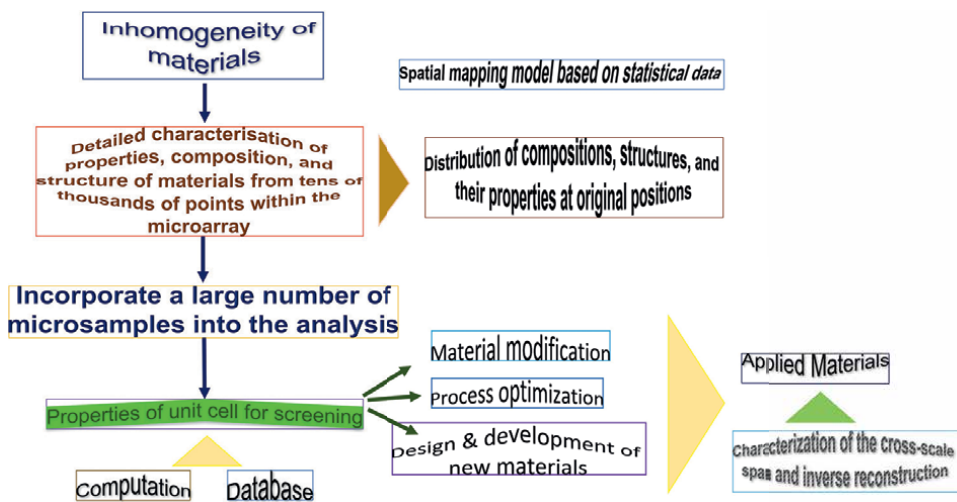 Inhomogeneity of
materials
Spatial mapping model based on statistical data
Detailed characterisation of
properties, composition, and
structure of materials from tens of
thousands of points within the
microarray
Distribution of compositions, structures, and
their properties at original positions
Incorporate a large number of
microsamples into the analysis
Material modification
Process optimization
Design & development of
new materials
Properties of unit cell for screening
Computation
Database
Applied Materials
Characterization of the cross-scale
span and inverse reconstruction